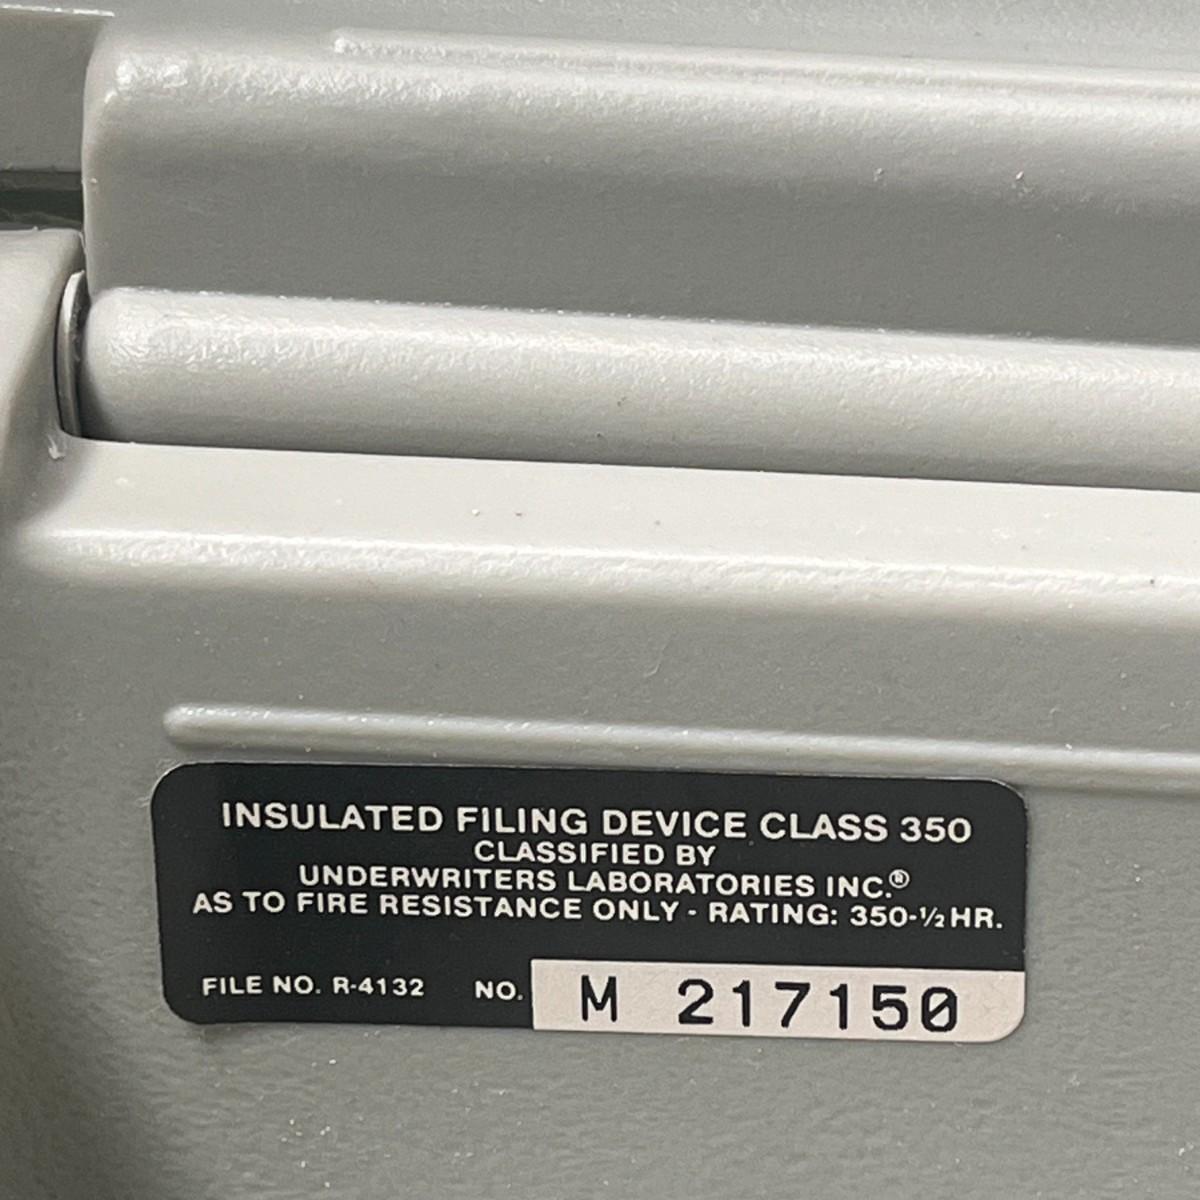 INSULATED FILING DEVICE CLASS 350
CLASSIFIED BY
UNDERWRITERS LABORATORIES INC.®
AS TO FIRE RESISTANCE ONLY - RATING: 350-½ HR.
FILE NO. R-4132 NO. M 217150